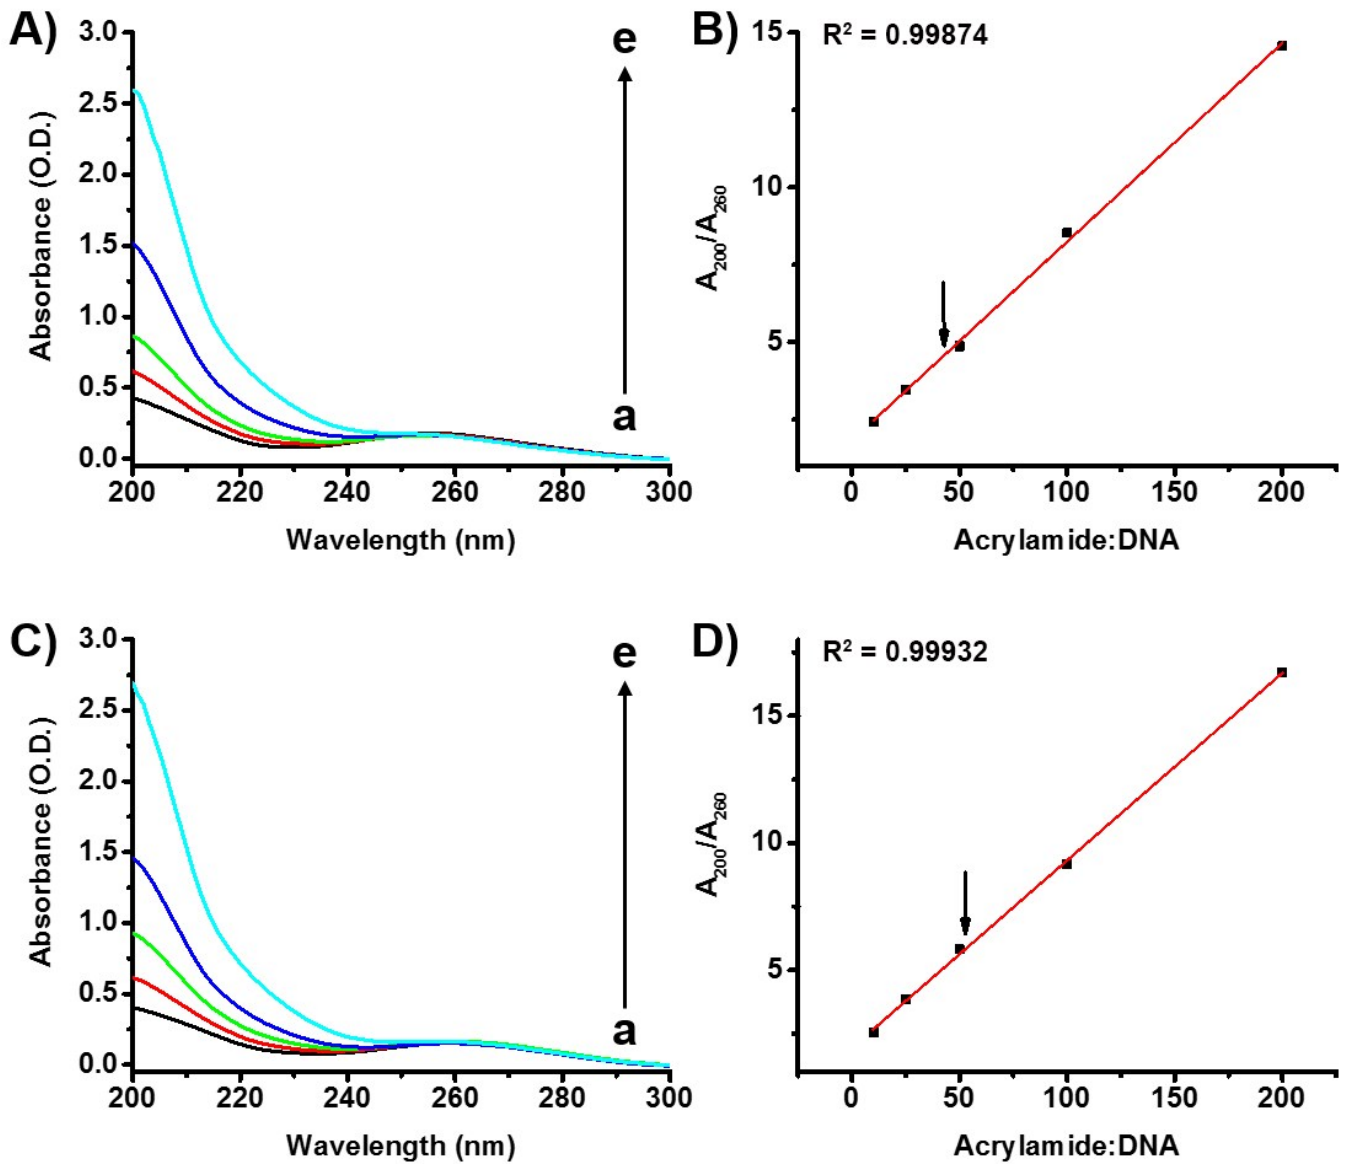 A)
3.0
2.5
2.0
1.5
1.0
0.5
0.0
Absorbance (O.D.)
e
a
200 220 240 260 280 300
Wavelength (nm)
B)
R² = 0.99874
15
10
5
A₂₀₀/A₂₆₀
0 50 100 150 200
Acrylamide:DNA
C)
3.0
2.5
2.0
1.5
1.0
0.5
0.0
Absorbance (O.D.)
e
a
200 220 240 260 280 300
Wavelength (nm)
D)
R² = 0.99932
15
10
5
A₂₀₀/A₂₆₀
0 50 100 150 200
Acrylamide:DNA